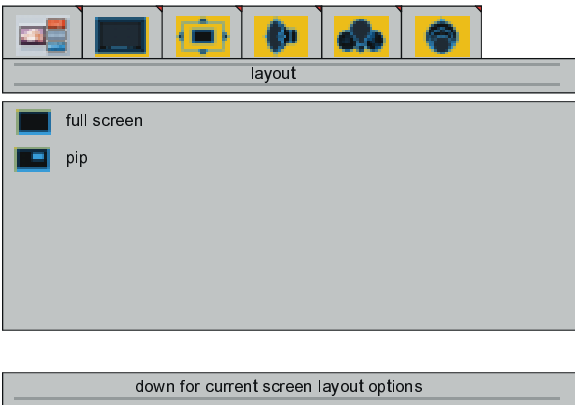 layout
full screen
pip
down for current screen layout options